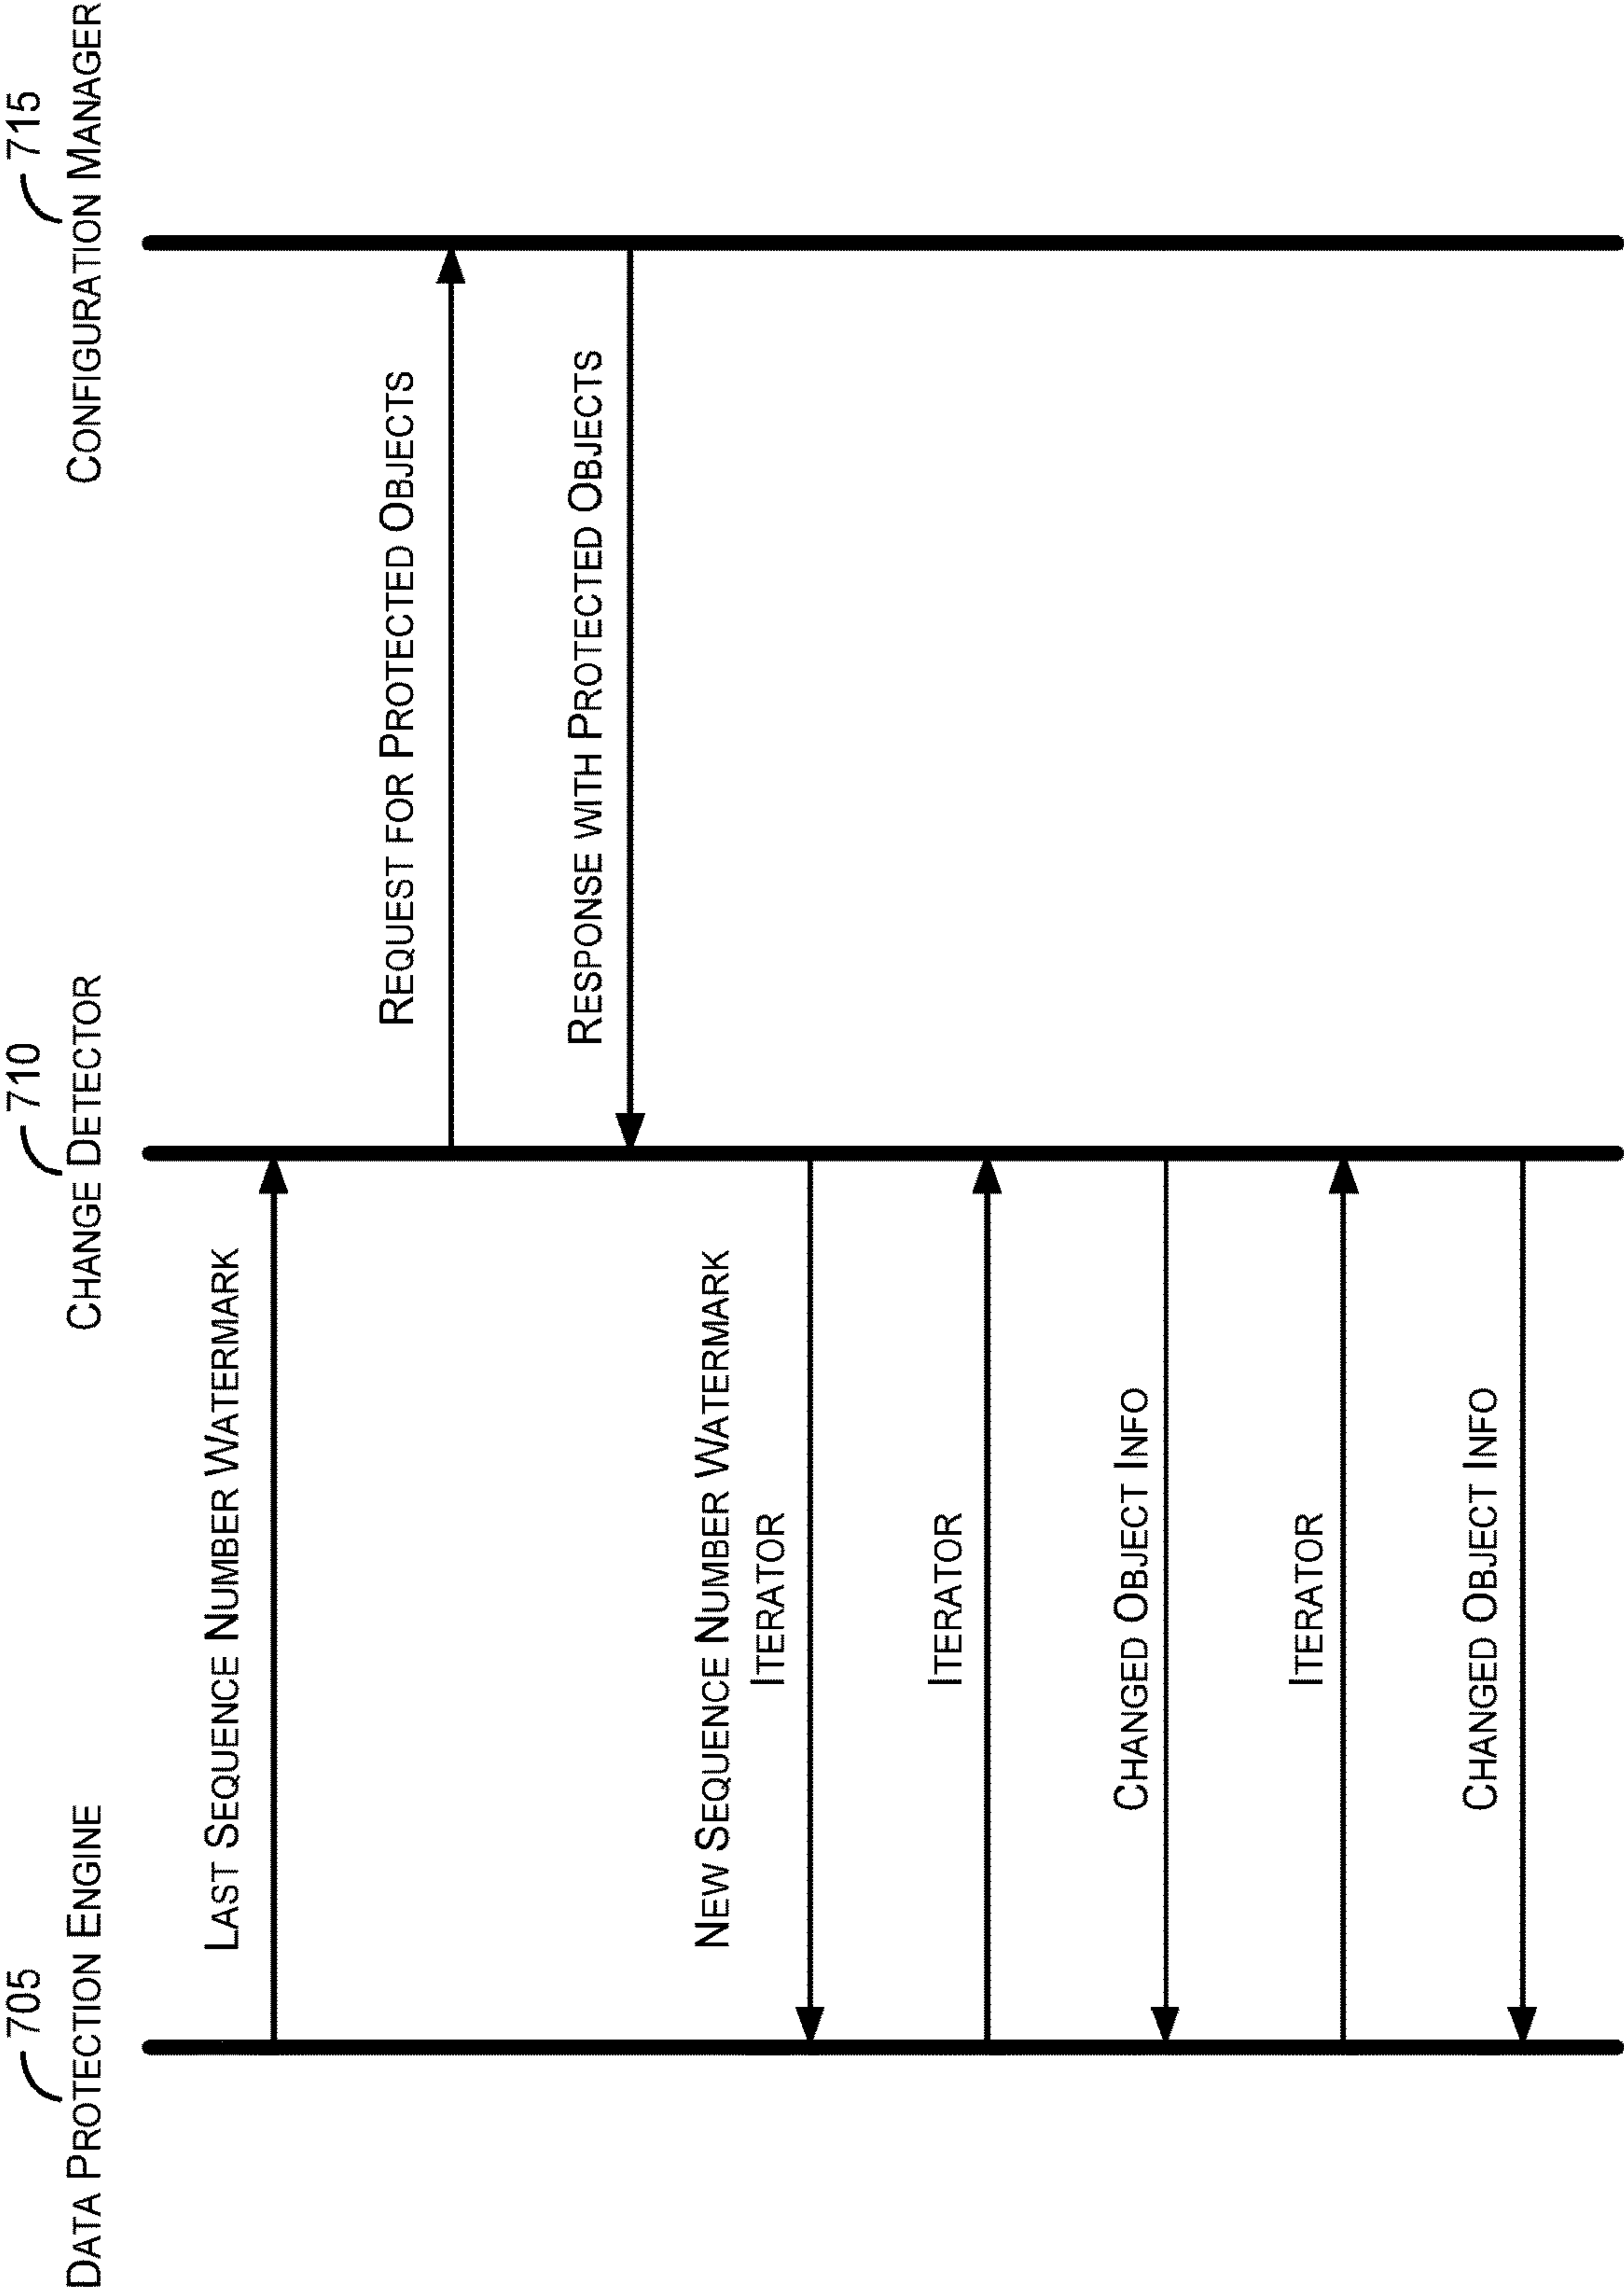 705
DATA PROTECTION ENGINE
710
CHANGE DETECTOR
715
CONFIGURATION MANAGER
LAST SEQUENCE NUMBER WATERMARK
REQUEST FOR PROTECTED OBJECTS
RESPONSE WITH PROTECTED OBJECTS
NEW SEQUENCE NUMBER WATERMARK
ITERATOR
ITERATOR
CHANGED OBJECT INFO
ITERATOR
CHANGED OBJECT INFO